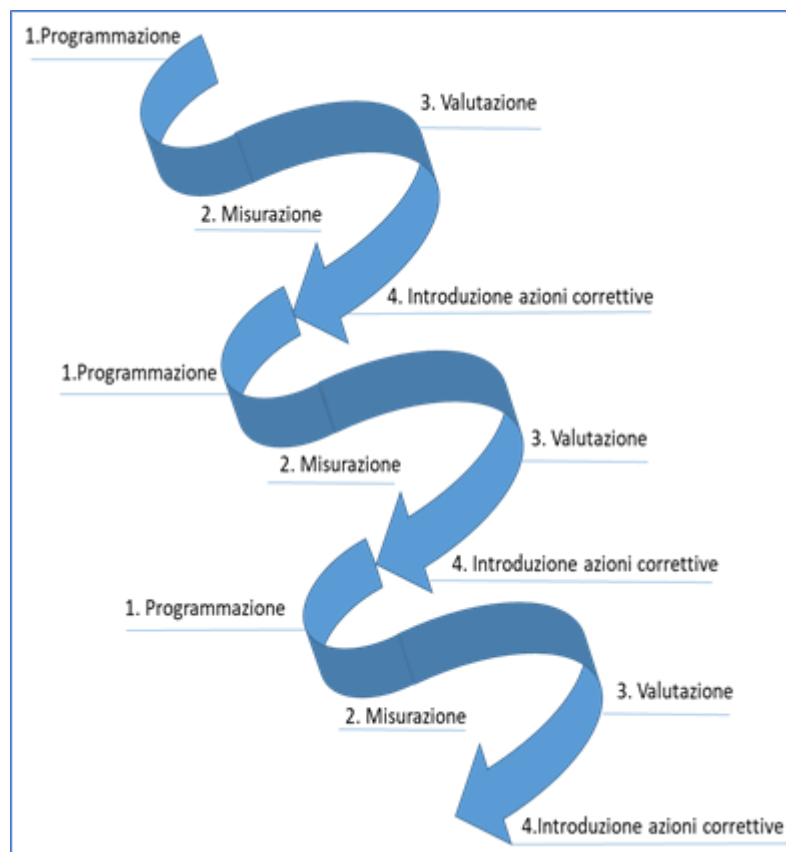 1.Programmazione
3. Valutazione
2. Misurazione
4. Introduzione azioni correttive
1.Programmazione
3. Valutazione
2. Misurazione
4. Introduzione azioni correttive
1. Programmazione
3. Valutazione
2. Misurazione
4.Introduzione azioni correttive